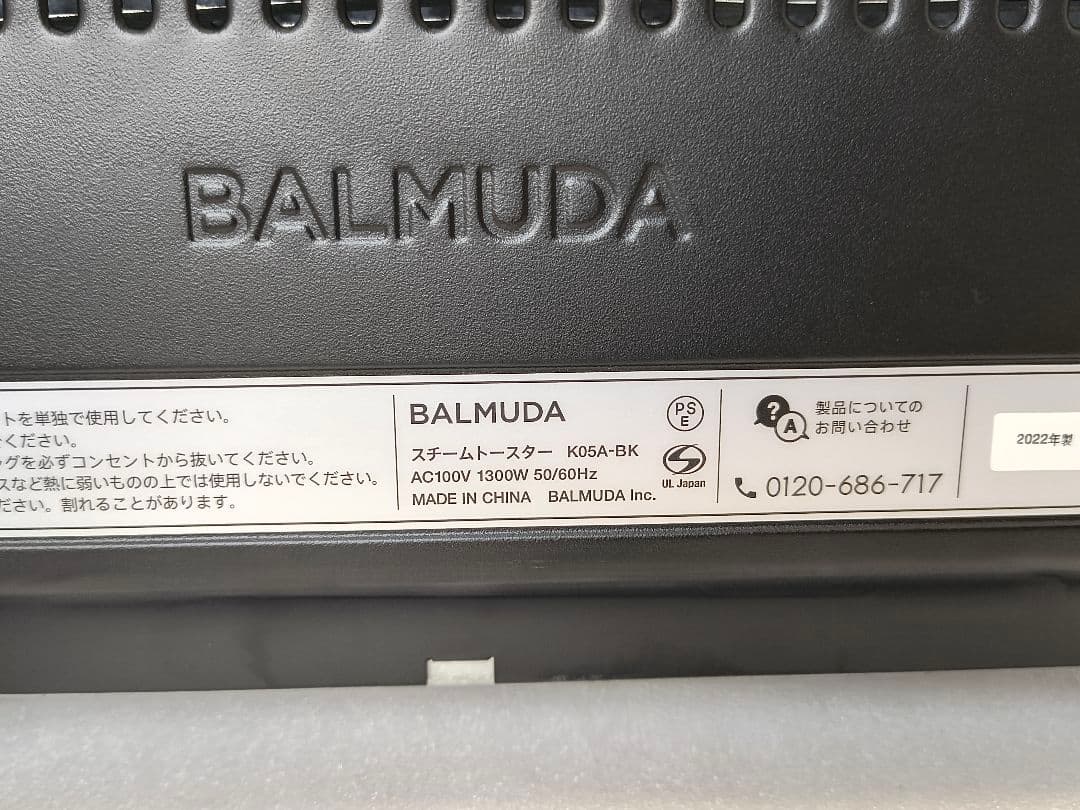 BALMUDA
トを単独で使用してください。
ください。
グを必ずコンセントから抜いてください。
スなど熱に弱いものの上では使用しないでください。
ださい。割れることがあります。
BALMUDA
スチームトースター K05A-BK
AC100V 1300W 50/60Hz
MADE IN CHINA BALMUDA Inc.
PS
E
S
UL Japan
?
A
製品についての
お問い合わせ
0120-686-717
2022年製